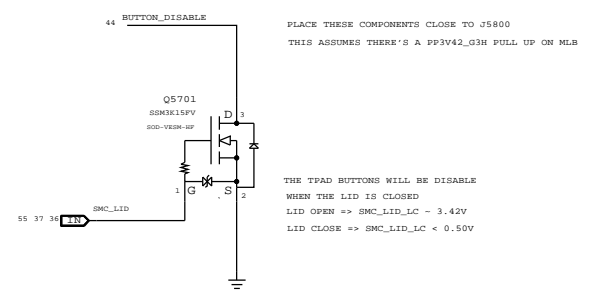 44 BUTTON_DISABLE
PLACE THESE COMPONENTS CLOSE TO J5800
THIS ASSUMES THERE'S A PP3V42_G3H PULL UP ON MLB
Q5701
SSM3K15FV
SOD-VESM-HF
D 3
1 G S 2
THE TPAD BUTTONS WILL BE DISABLE
WHEN THE LID IS CLOSED
LID OPEN => SMC_LID_LC ~ 3.42V
LID CLOSE => SMC_LID_LC < 0.50V
55 37 36 IN SMC_LID